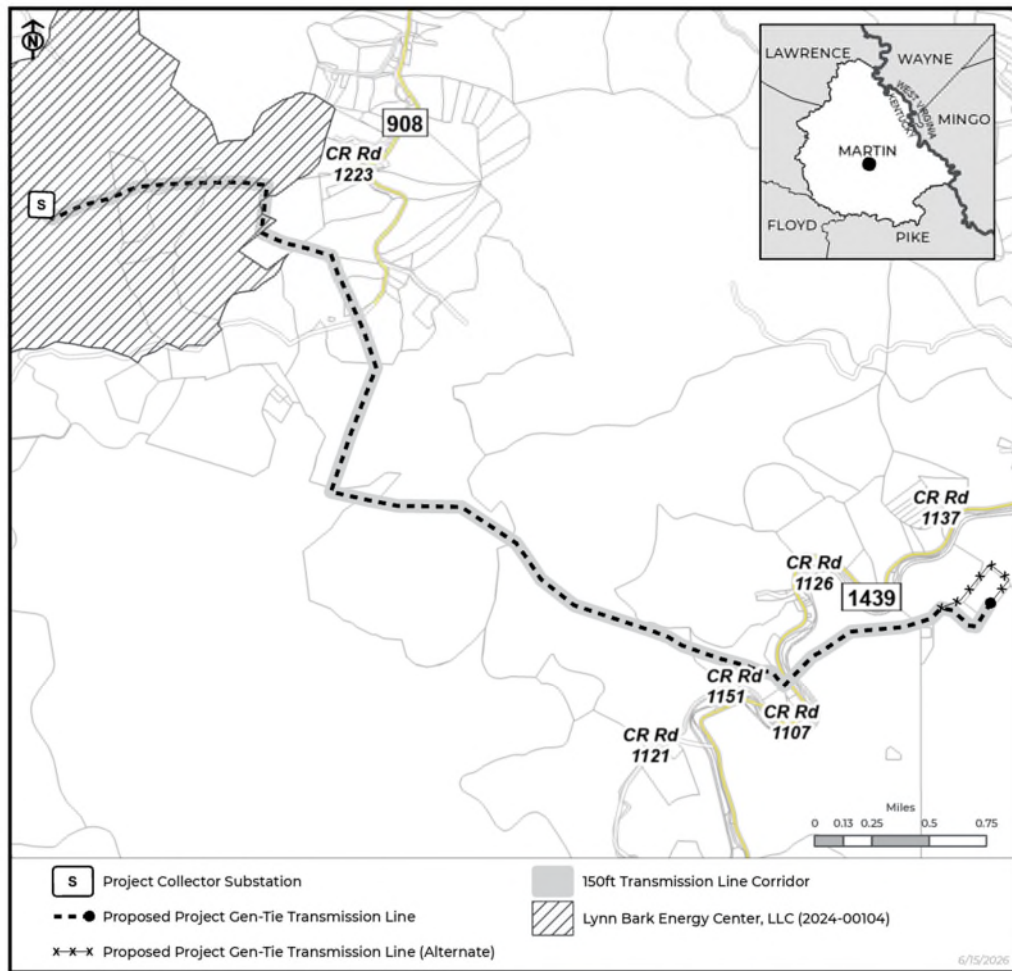 N
908
CR Rd
1223
S
LAWRENCE
WAYNE
WEST VIRGINIA
KENTUCKY
MINGO
MARTIN
FLOYD
PIKE
CR Rd
1137
CR Rd
1126
1439
CR Rd
1151
CR Rd
1107
CR Rd
1121
Miles
0 0.13 0.25 0.5 0.75
S Project Collector Substation
150ft Transmission Line Corridor
Proposed Project Gen-Tie Transmission Line
Lynn Bark Energy Center, LLC (2024-00104)
Proposed Project Gen-Tie Transmission Line (Alternate)
6/15/2026